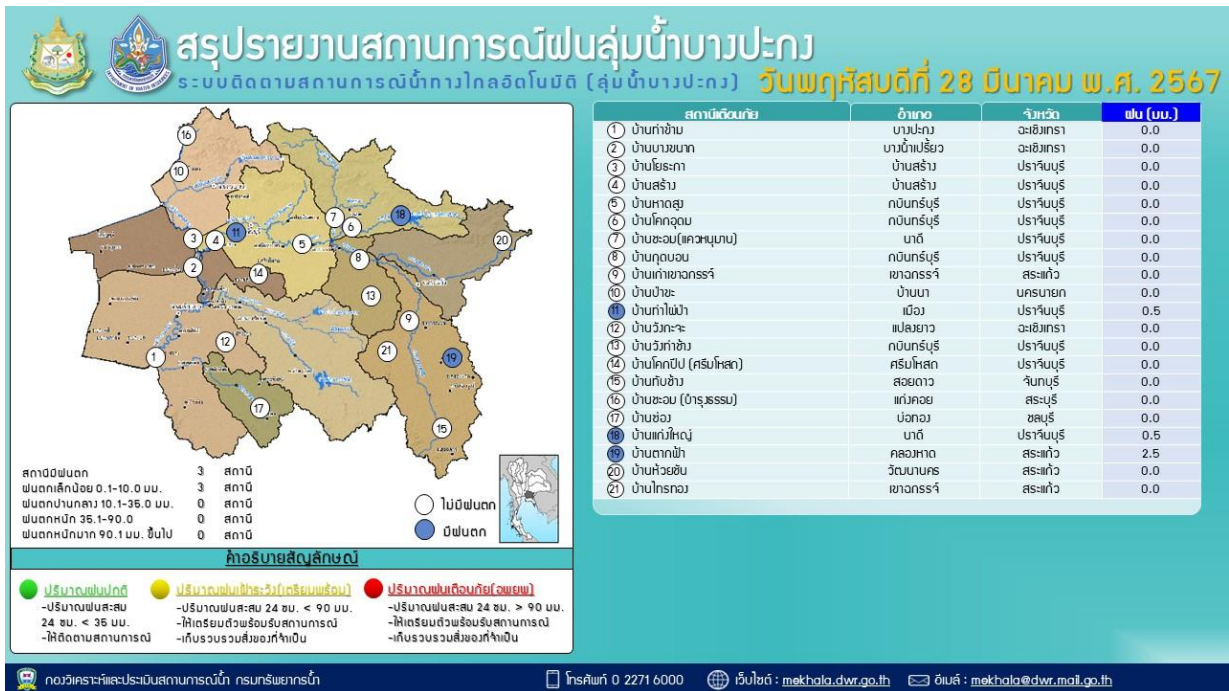 สรุปรายงานสถานการณ์ฝนลุ่มน้ำบางปะกง
ระบบติดตามสถานการณ์น้ำทางไกลอัตโนมัติ (ลุ่มน้ำบางปะกง) วันพฤหัสบดีที่ 28 มีนาคม พ.ศ. 2567
สถานีเตือนภัย อำเภอ จังหวัด ฝน (มม.)
1 บ้านท่าข้าม บางปะกง ฉะเชิงเทรา 0.0
2 บ้านบางขนาก บางน้ำเปรี้ยว ฉะเชิงเทรา 0.0
3 บ้านโยธะกา บ้านสร้าง ปราจีนบุรี 0.0
4 บ้านสร้าง บ้านสร้าง ปราจีนบุรี 0.0
5 บ้านหาดสูง กบินทร์บุรี ปราจีนบุรี 0.0
6 บ้านโคกอุดม กบินทร์บุรี ปราจีนบุรี 0.0
7 บ้านซะอม(แควหนุมาน) นาดี ปราจีนบุรี 0.0
8 บ้านกุดบอน กบินทร์บุรี ปราจีนบุรี 0.0
9 บ้านเก่าเขาฉกรรจ์ เขาฉกรรจ์ สระแก้ว 0.0
10 บ้านป่าขะ บ้านนา นครนายก 0.0
11 บ้านท่าไผ่ป่า เมือง ปราจีนบุรี 0.5
12 บ้านวังกะจะ แปลงยาว ฉะเชิงเทรา 0.0
13 บ้านวังท่าช้าง กบินทร์บุรี ปราจีนบุรี 0.0
14 บ้านโคกปีป (ศรีมโหสถ) ศรีมโหสถ ปราจีนบุรี 0.0
15 บ้านทับช้าง สอยดาว จันทบุรี 0.0
16 บ้านซะอม (บำรุงธรรม) แก่งคอย สระบุรี 0.0
17 บ้านช่อง บ่อทอง ชลบุรี 0.0
18 บ้านแก่งใหญ่ นาดี ปราจีนบุรี 0.5
19 บ้านตากฟ้า คลองหาด สระแก้ว 2.5
20 บ้านห้วยชัน วัฒนานคร สระแก้ว 0.0
21 บ้านไทรทอง เขาฉกรรจ์ สระแก้ว 0.0
16
10
7
6
18
20
3
4
11
5
8
2
14
13
9
12
21
19
1
17
15
สถานีมีฝนตก 3 สถานี
ฝนตกเล็กน้อย 0.1-10.0 มม. 3 สถานี
ฝนตกปานกลาง 10.1-35.0 มม. 0 สถานี
ฝนตกหนัก 35.1-90.0 0 สถานี
ฝนตกหนักมาก 90.1 มม. ขึ้นไป 0 สถานี
ไม่มีฝนตก
มีฝนตก
คำอธิบายสัญลักษณ์
ปริมาณฝนปกติ
-ปริมาณฝนสะสม
24 ชม. < 35 มม.
-ให้ติดตามสถานการณ์
ปริมาณฝนเฝ้าระวัง(เตรียมพร้อม)
-ปริมาณฝนสะสม 24 ชม. < 90 มม.
-ให้เตรียมตัวพร้อมรับสถานการณ์
-เก็บรวบรวมสิ่งของที่จำเป็น
ปริมาณฝนเตือนภัย(อพยพ)
-ปริมาณฝนสะสม 24 ชม. > 90 มม.
-ให้เตรียมตัวพร้อมรับสถานการณ์
-เก็บรวบรวมสิ่งของที่จำเป็น
กองวิเคราะห์และประเมินสถานการณ์น้ำ กรมทรัพยากรน้ำ โทรศัพท์ 0 2271 6000 เว็บไซต์ : mekhala.dwr.go.th อีเมล์ : mekhala@dwr.mail.go.th